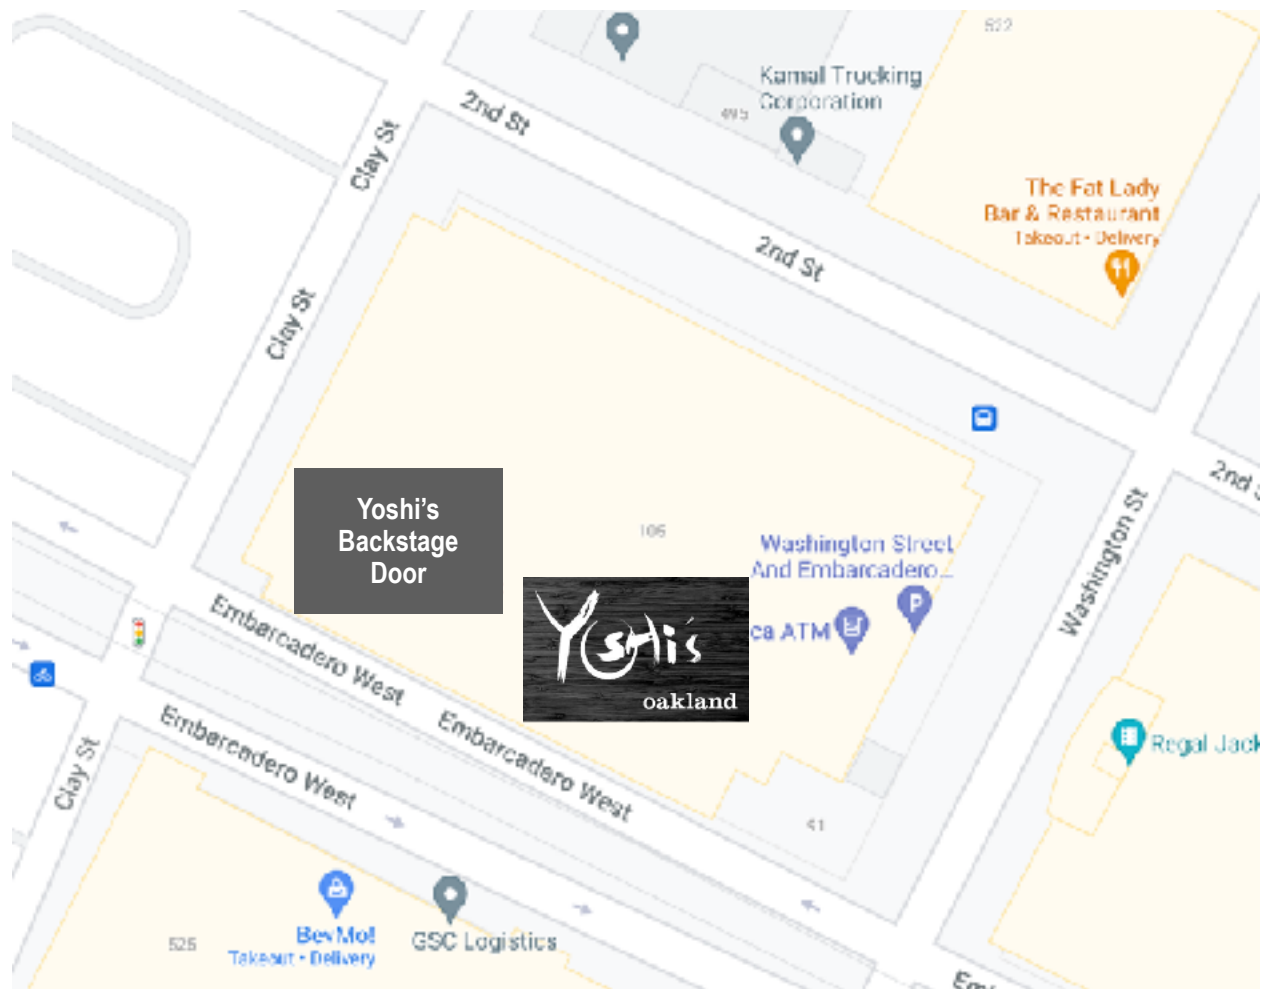 522
Kamal Trucking
Corporation
495
2nd St
Clay St
The Fat Lady
Bar & Restaurant
Takeout • Delivery
2nd St
Clay St
2nd S
Yoshi's
Backstage
Door
Washington St
Washington Street
And Embarcadero...
ca ATM
P
Yoshi's
oakland
Embarcadero West
Embarcadero West
Embarcadero West
Regal Jack
Clay St
41
BevMo!
Takeout • Delivery
GSC Logistics
525
Em